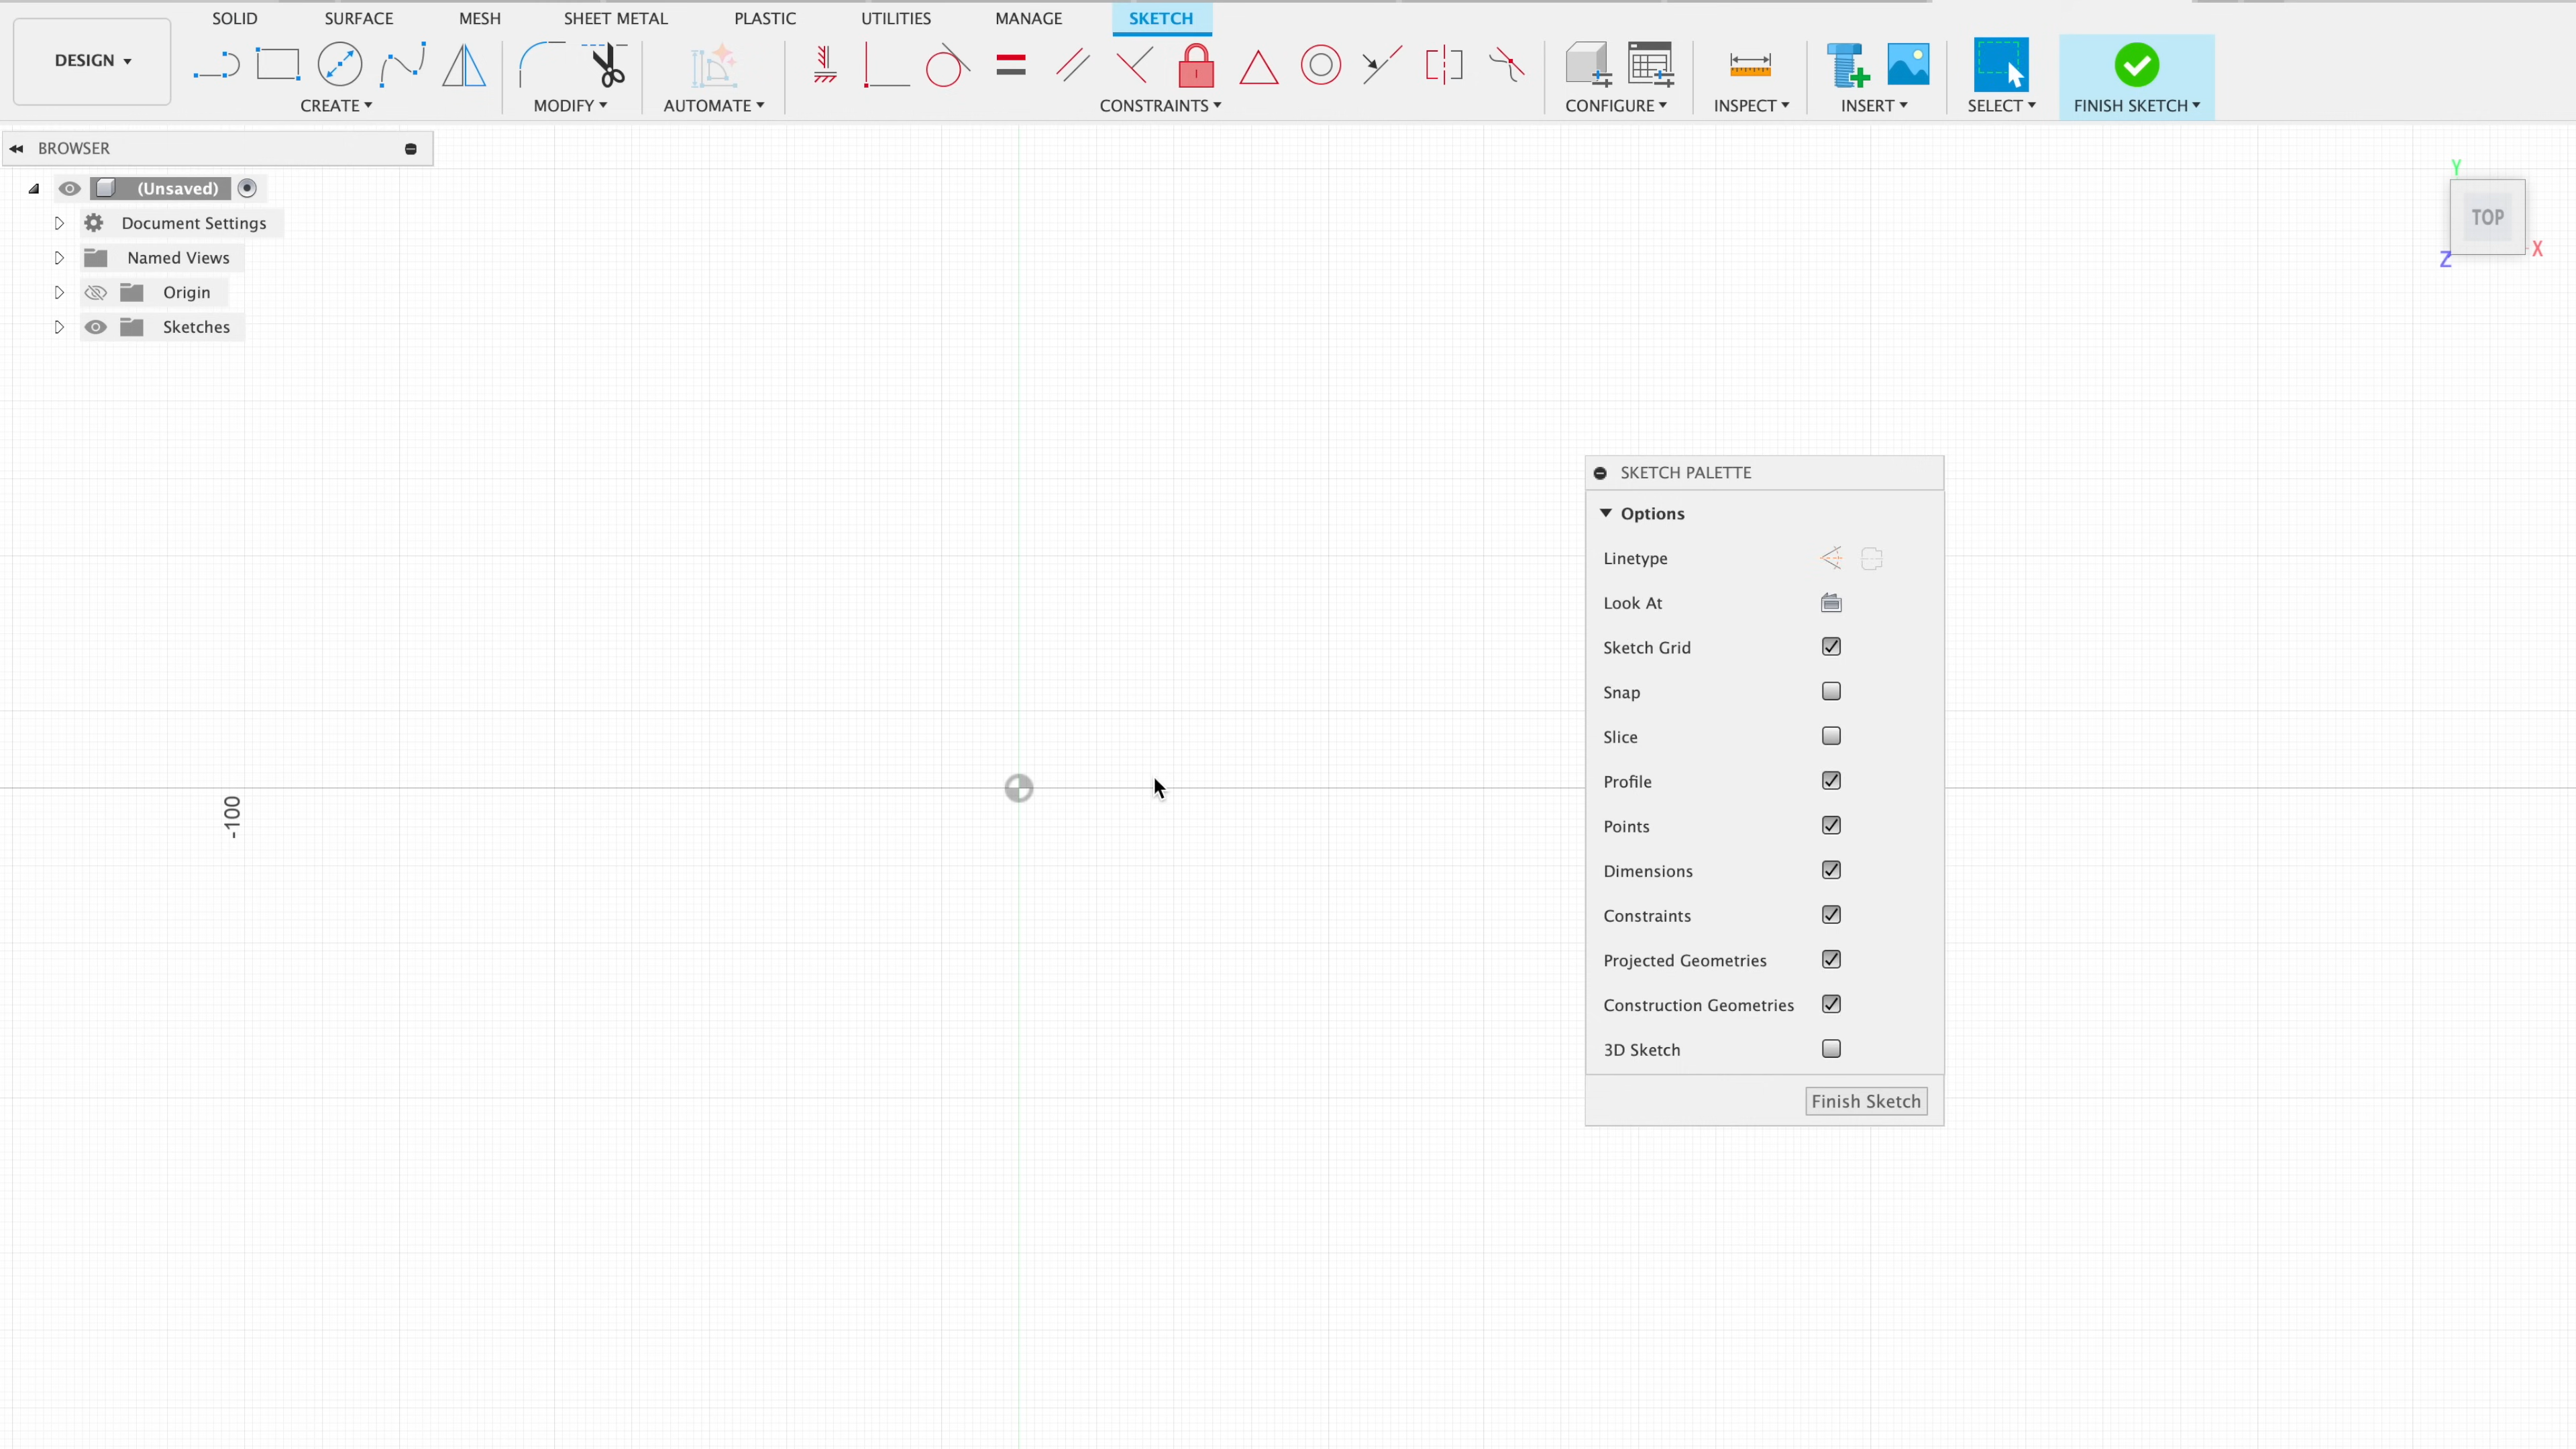 SOLID SURFACE MESH SHEET METAL PLASTIC UTILITIES MANAGE SKETCH
DESIGN
CREATE MODIFY AUTOMATE CONSTRAINTS CONFIGURE INSPECT INSERT SELECT FINISH SKETCH
BROWSER
(Unsaved)
Document Settings
Named Views
Origin
Sketches
Y
TOP
X
Z
SKETCH PALETTE
Options
Linetype
Look At
Sketch Grid
Snap
Slice
Profile
Points
Dimensions
Constraints
Projected Geometries
Construction Geometries
3D Sketch
Finish Sketch
-100